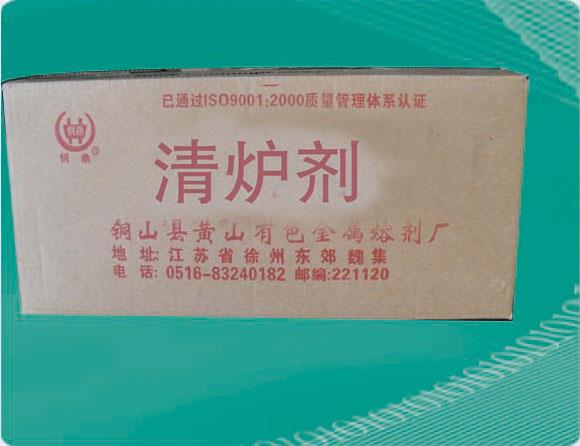 已通过ISO9001:2000质量管理体系认证
铜鼎®
清炉剂
铜山县黄山有色金属熔剂厂
地址:江苏省徐州东郊魏集
电话:0516-83240182 邮编:221120